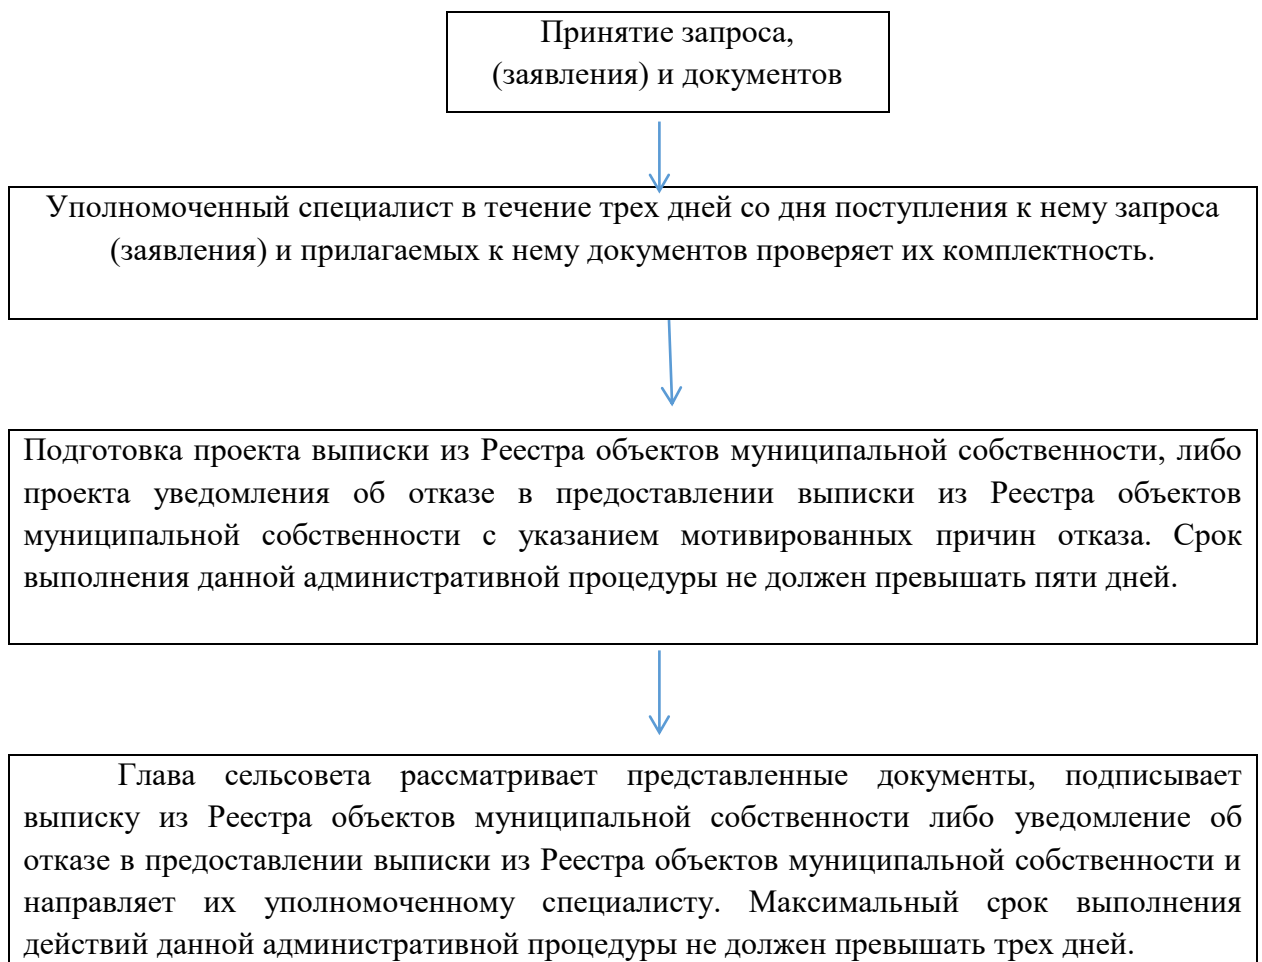 Принятие запроса,
(заявления) и документов
Уполномоченный специалист в течение трех дней со дня поступления к нему запроса
(заявления) и прилагаемых к нему документов проверяет их комплектность.
Подготовка проекта выписки из Реестра объектов муниципальной собственности, либо
проекта уведомления об отказе в предоставлении выписки из Реестра объектов
муниципальной собственности с указанием мотивированных причин отказа. Срок
выполнения данной административной процедуры не должен превышать пяти дней.
Глава сельсовета рассматривает представленные документы, подписывает
выписку из Реестра объектов муниципальной собственности либо уведомление об
отказе в предоставлении выписки из Реестра объектов муниципальной собственности и
направляет их уполномоченному специалисту. Максимальный срок выполнения
действий данной административной процедуры не должен превышать трех дней.